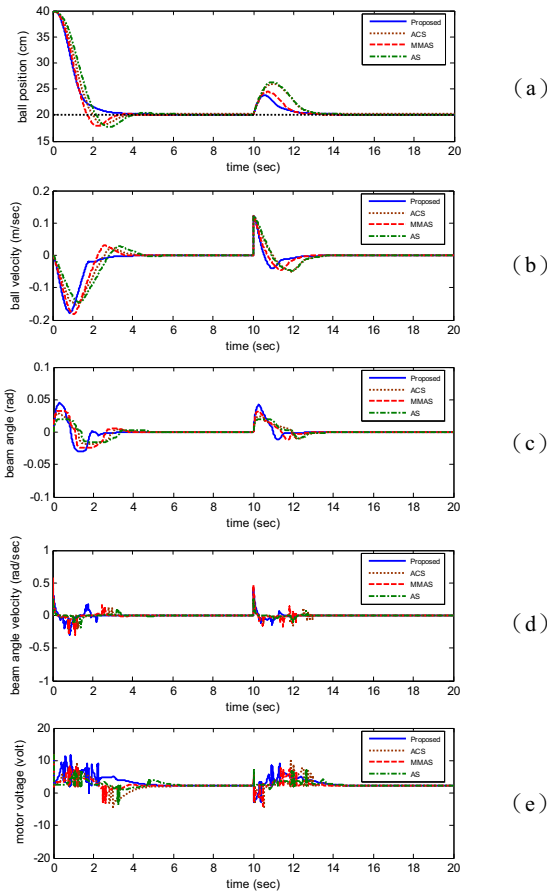 40
35
30
25
20
15
0 2 4 6 8 10 12 14 16 18 20
ball position (cm)
time (sec)
Proposed
ACS
MMAS
AS
(a)
0.2
0.1
0
-0.1
-0.2
0 2 4 6 8 10 12 14 16 18 20
ball velocity (m/sec)
time (sec)
Proposed
ACS
MMAS
AS
(b)
0.1
0.05
0
-0.05
-0.1
0 2 4 6 8 10 12 14 16 18 20
beam angle (rad)
time (sec)
Proposed
ACS
MMAS
AS
(c)
1
0.5
0
-0.5
-1
0 2 4 6 8 10 12 14 16 18 20
beam angle velocity (rad/sec)
time (sec)
Proposed
ACS
MMAS
AS
(d)
20
10
0
-10
-20
0 2 4 6 8 10 12 14 16 18 20
motor voltage (volt)
time (sec)
Proposed
ACS
MMAS
AS
(e)